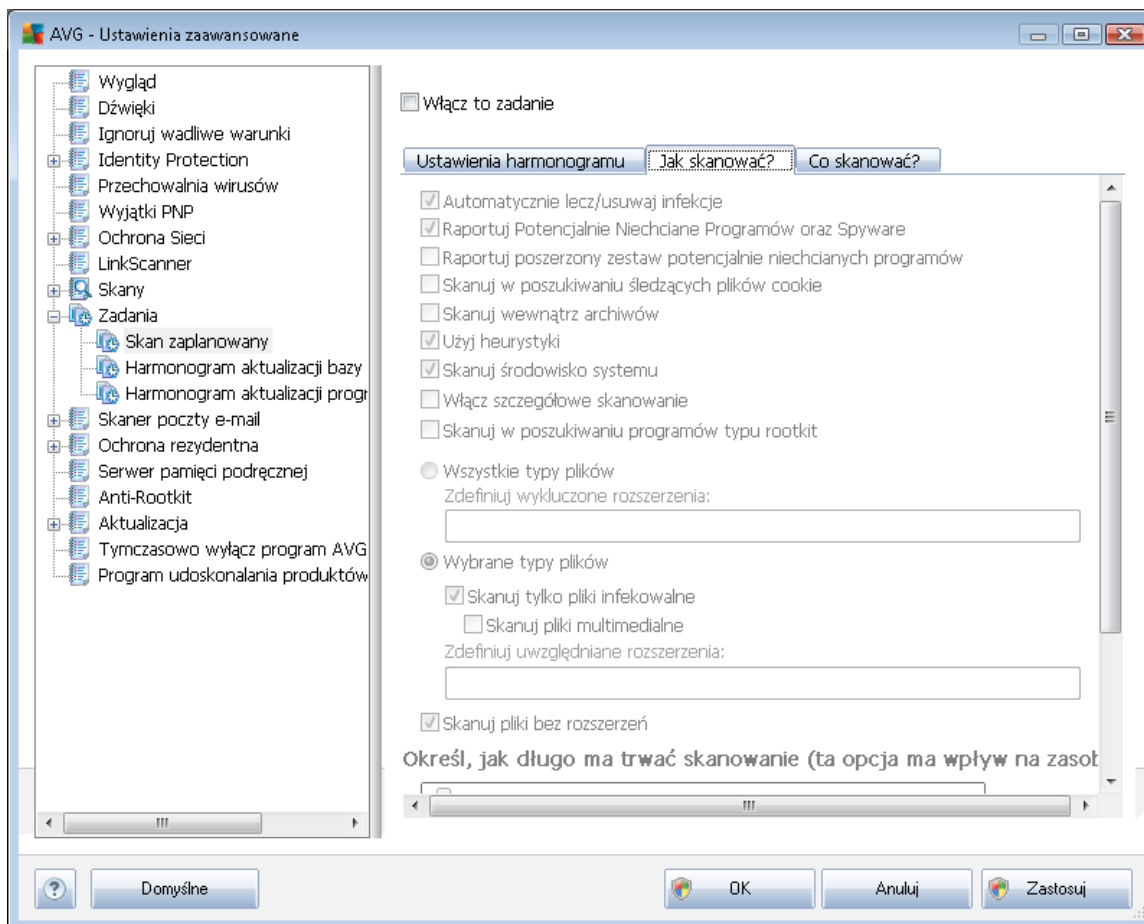 AVG - Ustawienia zaawansowane
Wygląd
Dźwięki
Ignoruj wadliwe warunki
Identity Protection
Przechowalnia wirusów
Wyjątki PNP
Ochrona Sieci
LinkScanner
Skany
Zadania
Skan zaplanowany
Harmonogram aktualizacji bazy
Harmonogram aktualizacji progr
Skaner poczty e-mail
Ochrona rezydentna
Serwer pamięci podręcznej
Anti-Rootkit
Aktualizacja
Tymczasowo wyłącz program AVG
Program udoskonalania produktów
Włącz to zadanie
Ustawienia harmonogramu
Jak skanować?
Co skanować?
Automatycznie lecz/usuwaj infekcje
Raportuj Potencjalnie Niechciane Programów oraz Spyware
Raportuj poszerzony zestaw potencjalnie niechcianych programów
Skanuj w poszukiwaniu śledzących plików cookie
Skanuj wewnątrz archiwów
Użyj heurystyki
Skanuj środowisko systemu
Włącz szczegółowe skanowanie
Skanuj w poszukiwaniu programów typu rootkit
Wszystkie typy plików
Zdefiniuj wykluczone rozszerzenia:
Wybrane typy plików
Skanuj tylko pliki infekowalne
Skanuj pliki multimedialne
Zdefiniuj uwzględniane rozszerzenia:
Skanuj pliki bez rozszerzeń
Określ, jak długo ma trwać skanowanie (ta opcja ma wpływ na zasob
?
Domyślne
OK
Anuluj
Zastosuj